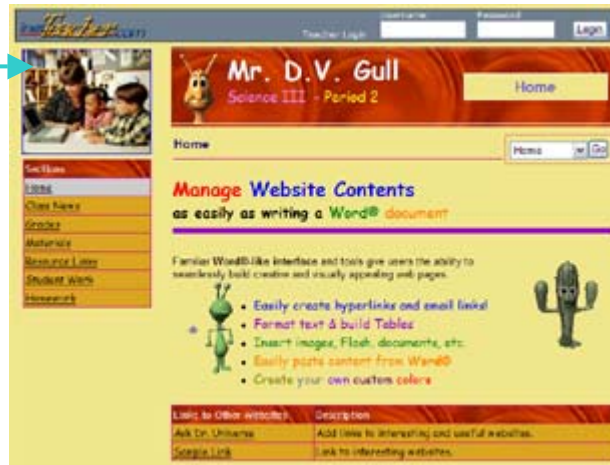 Username
Password
instTeacher.com
Teacher Login
Login
Mr. D.V. Gull
Science III - Period 2
Home
Home
Home
Go
Sections
Home
Class News
Grades
Materials
Resource Links
Student Work
Homework
Manage Website Contents
as easily as writing a Word® document
Familiar Word®-like interface and tools give users the ability to
seamlessly build creative and visually appealing web pages.
• Easily create hyperlinks and email links!
• Format text & build Tables
• Insert images, Flash, documents, etc.
• Easily paste content from Word®
• Create your own custom colors
Links to Other Websites
Description
Ask Dr. Universe
Add links to interesting and useful websites.
Sample Link
Link to interesting websites.